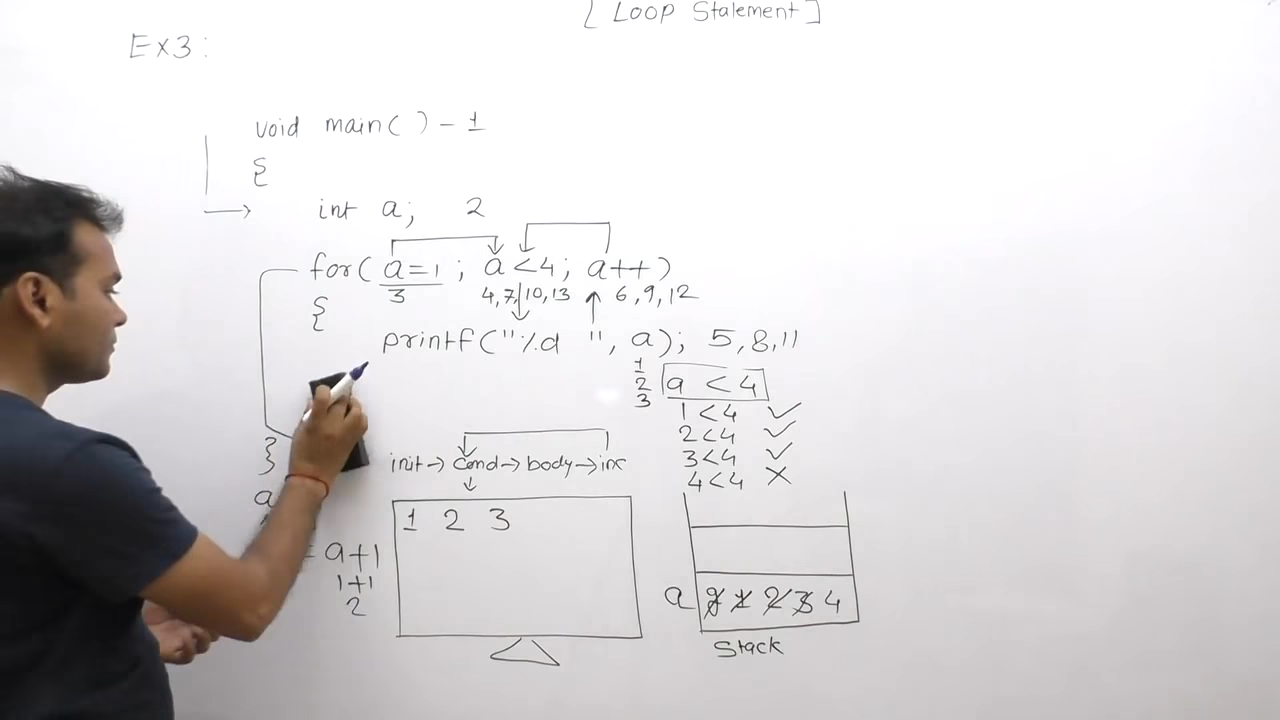 [ Loop Statement ]
Ex3:
void main( ) - 1
{
int a; 2
for( a=1 ; a<4; a++)
3 4,7,10,13 6,9,12
{
printf("%d ", a); 5,8,11
1
2 a < 4
3 1<4 ✓
2<4 ✓
}
init → cond → body → inc 3<4 ✓
4<4 ✗
a
1 2 3
= a+1
1+1
2
a 1 2 3 4
Stack